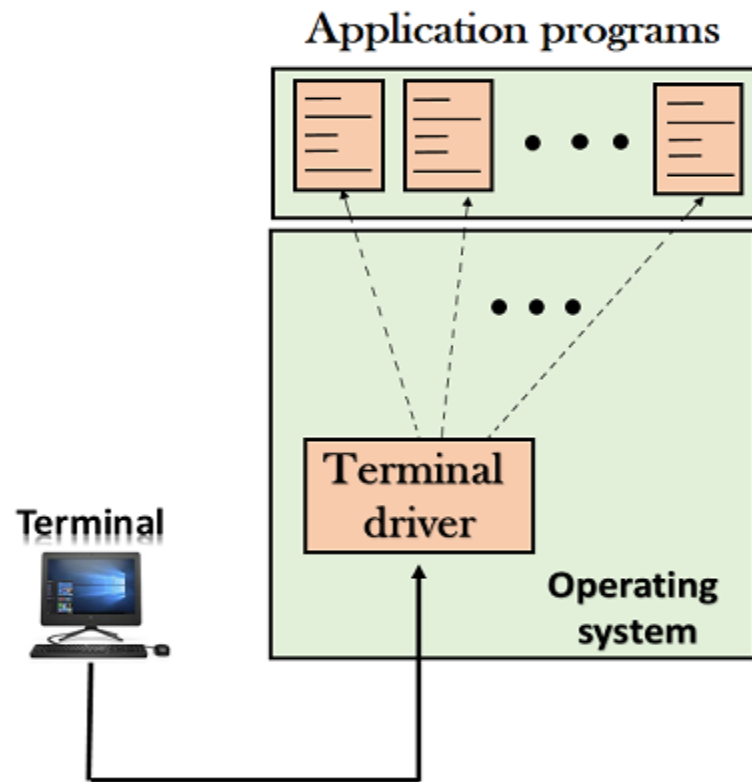 Application programs
Terminal
driver
Terminal
Operating
system